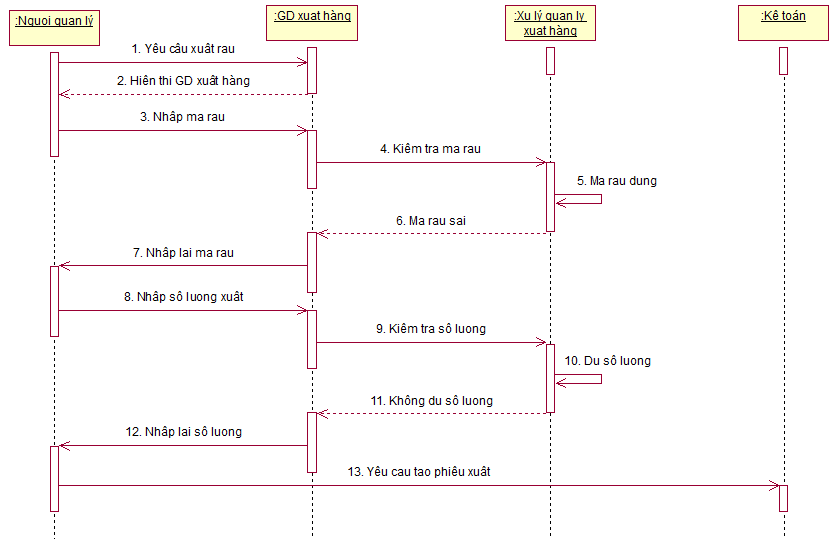 :Nguoi quan lý
:GD xuat hàng
:Xu lý quan ly
xuat hàng
:Kê toán
1. Yêu câu xuât rau
2. Hiên thi GD xuât hàng
3. Nhâp ma rau
4. Kiêm tra ma rau
5. Ma rau dung
6. Ma rau sai
7. Nhâp lai ma rau
8. Nhâp sô luong xuât
9. Kiêm tra sô luong
10. Du sô luong
11. Không du sô luong
12. Nhâp lai sô luong
13. Yêu cau tao phiêu xuât